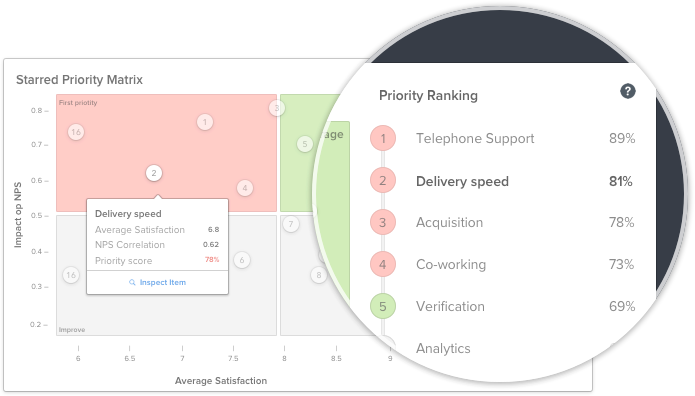 Starred Priority Matrix
First priotity
0.8
0.7
0.6
0.5
0.4
0.3
0.2
Impact op NPS
16
1
3
5
2
4
7
6
8
16
Delivery speed
Average Satisfaction 6.8
NPS Correlation 0.62
Priority score 78%
Inspect Item
Improve
6
6.5
7
7.5
8
8.5
9
Average Satisfaction
age
Priority Ranking
?
1 Telephone Support 89%
2 Delivery speed 81%
3 Acquisition 78%
4 Co-working 73%
5 Verification 69%
Analytics